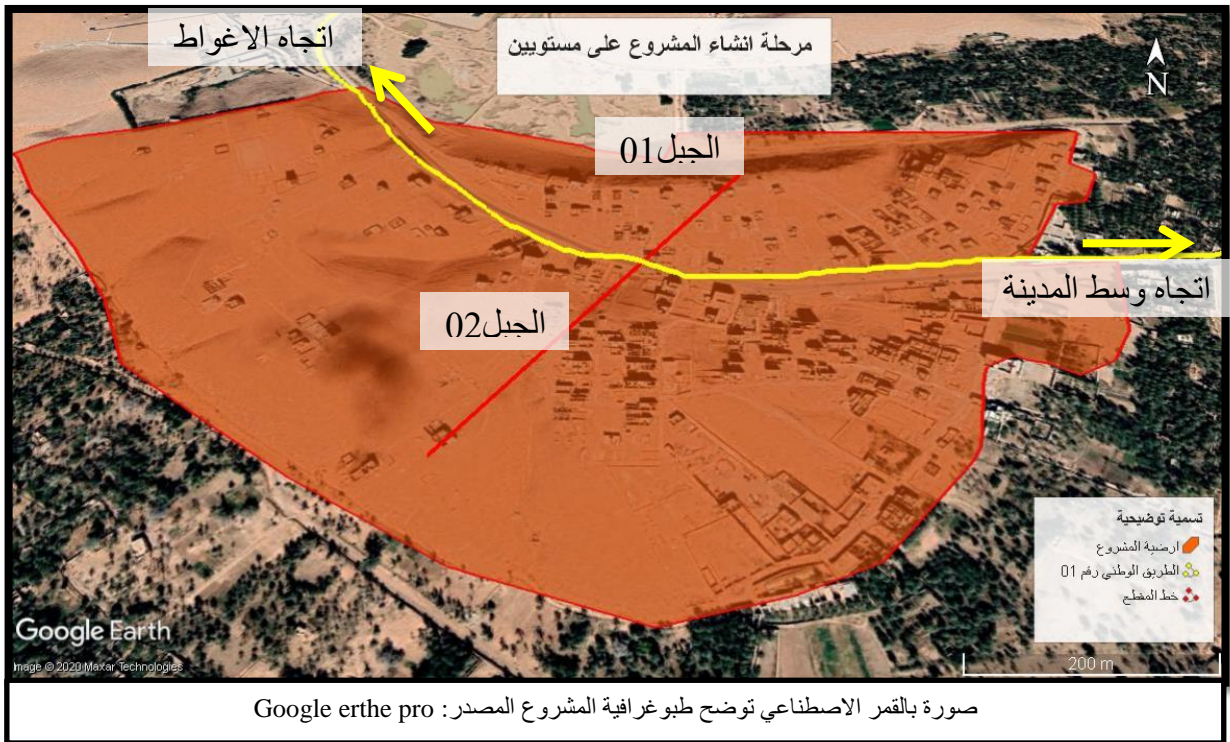 اتجاه الاغواط
مرحلة انشاء المشروع على مستويين
N
الجبل01
اتجاه وسط المدينة
الجبل02
تسمية توضيحية
ارضية المشروع
الطريق الوطني رقم 01
خط المقطع
Google Earth
Image © 2020 Maxar Technologies
200 m
صورة بالقمر الاصطناعي توضح طبوغرافية المشروع المصدر: Google erthe pro